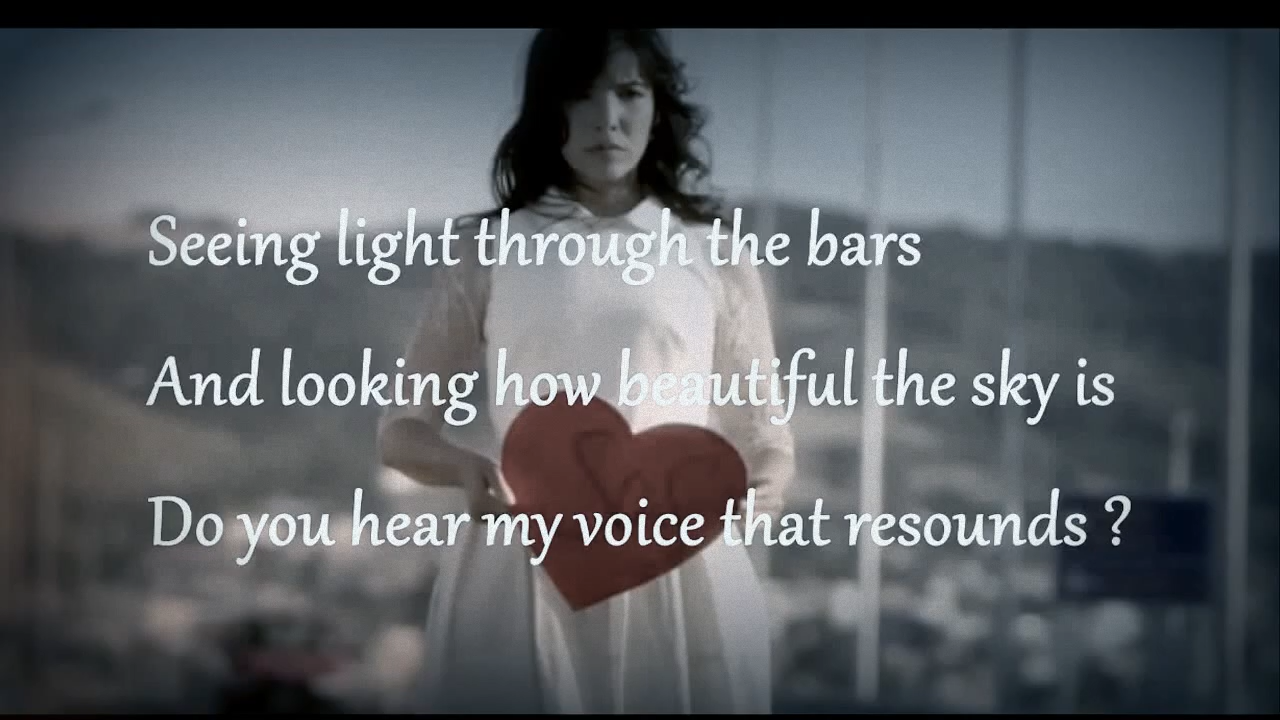 Seeing light through the bars
And looking how beautiful the sky is
Do you hear my voice that resounds ?